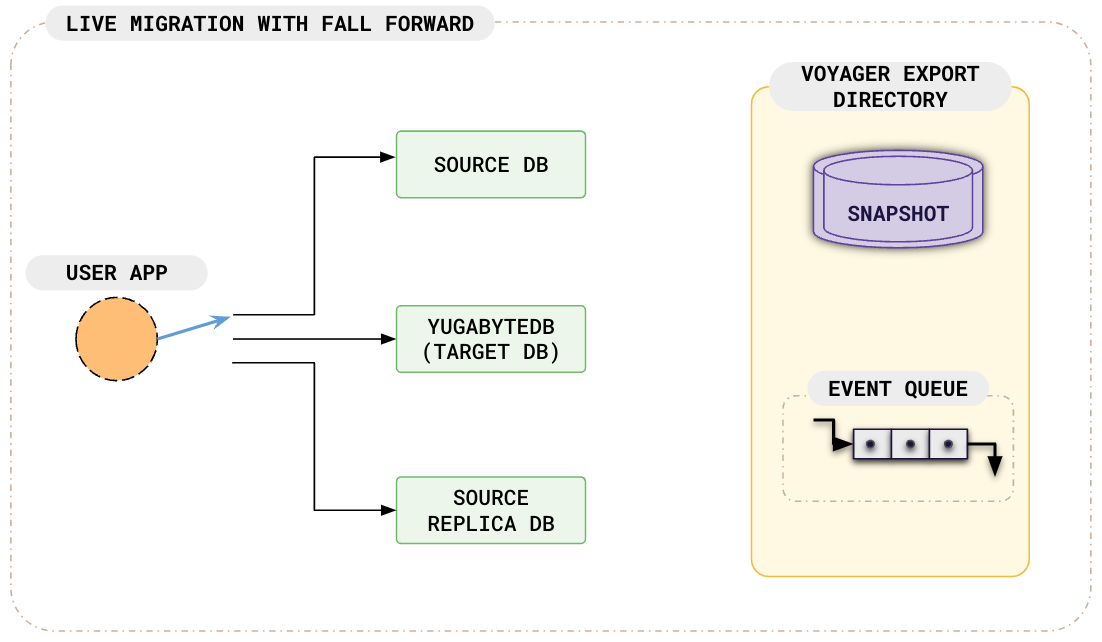 LIVE MIGRATION WITH FALL FORWARD
VOYAGER EXPORT
DIRECTORY
SOURCE DB
SNAPSHOT
USER APP
YUGABYTEDB
(TARGET DB)
EVENT QUEUE
SOURCE
REPLICA DB